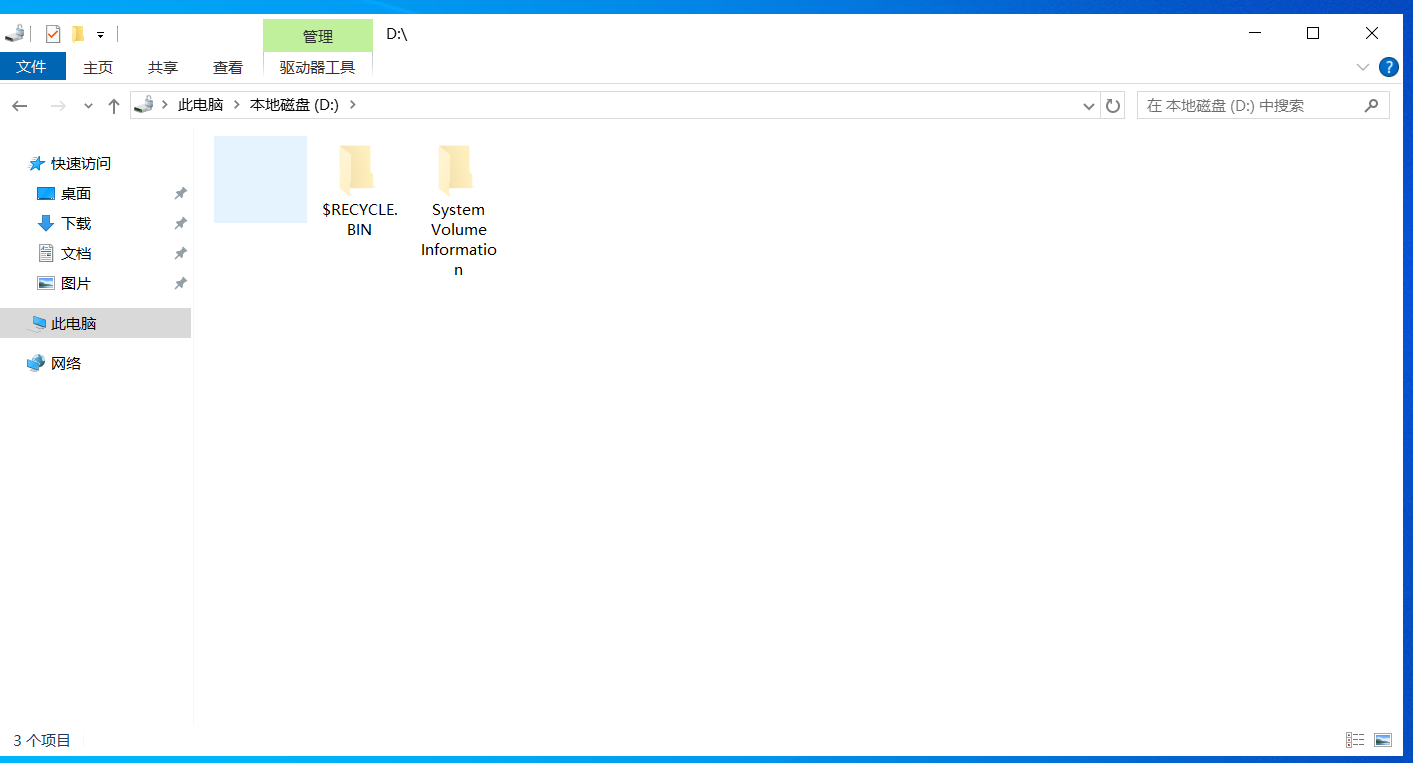 管理
D:\
文件
主页
共享
查看
驱动器工具
?
此电脑
本地磁盘 (D:)
在 本地磁盘 (D:) 中搜索
快速访问
桌面
下载
文档
图片
此电脑
网络
$RECYCLE.
BIN
System
Volume
Informatio
n
3 个项目